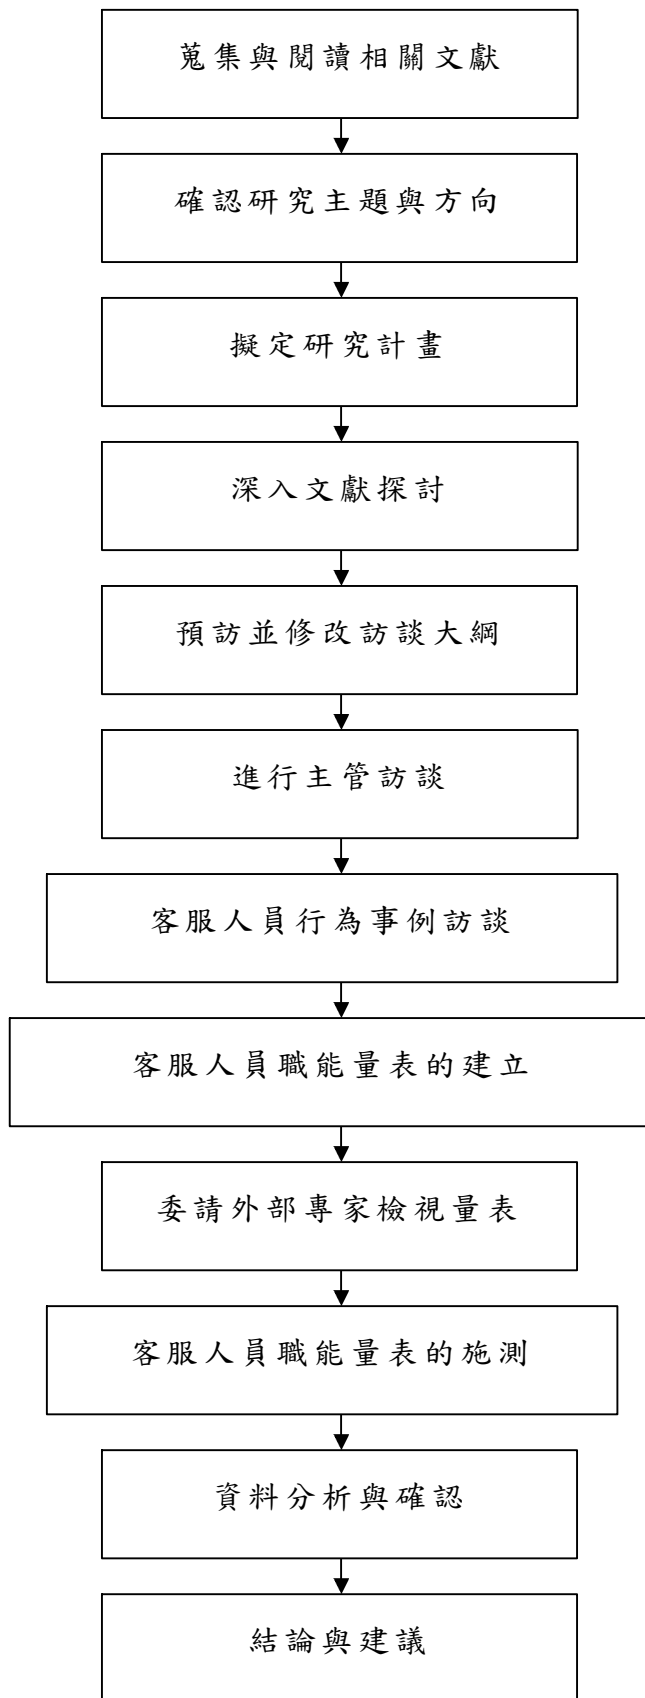 蒐集與閱讀相關文獻
確認研究主題與方向
擬定研究計畫
深入文獻探討
預訪並修改訪談大綱
進行主管訪談
客服人員行為事例訪談
客服人員職能量表的建立
委請外部專家檢視量表
客服人員職能量表的施測
資料分析與確認
結論與建議